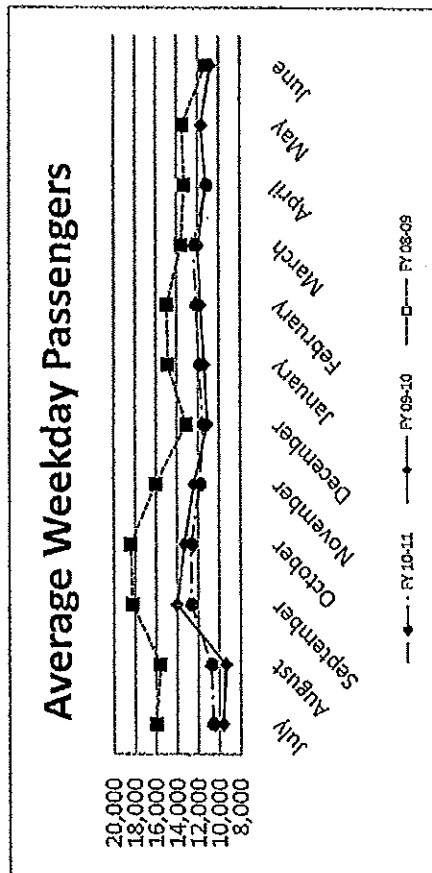 Average Weekday Passengers
20,000
18,000
16,000
14,000
12,000
10,000
8,000
July
August
September
October
November
December
January
February
March
April
May
June
FY 10-11
FY 09-10
FY 08-09